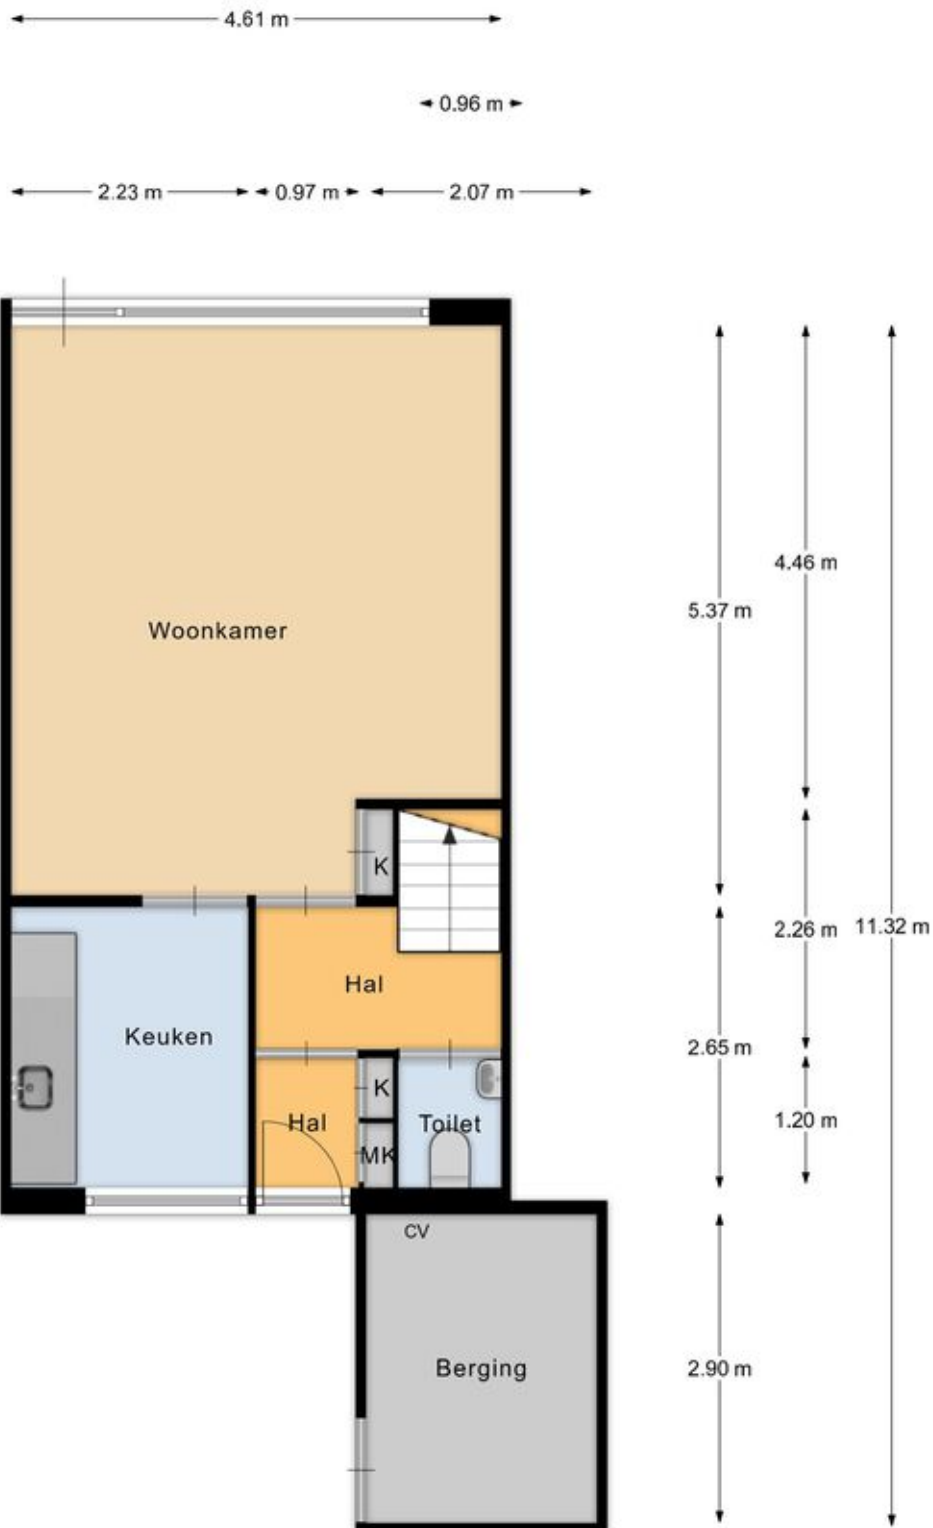 4.61 m
0.96 m
2.23 m
0.97 m
2.07 m
4.46 m
5.37 m
Woonkamer
K
2.26 m
11.32 m
Hal
Keuken
2.65 m
K
Hal
Toilet
1.20 m
MK
CV
Berging
2.90 m